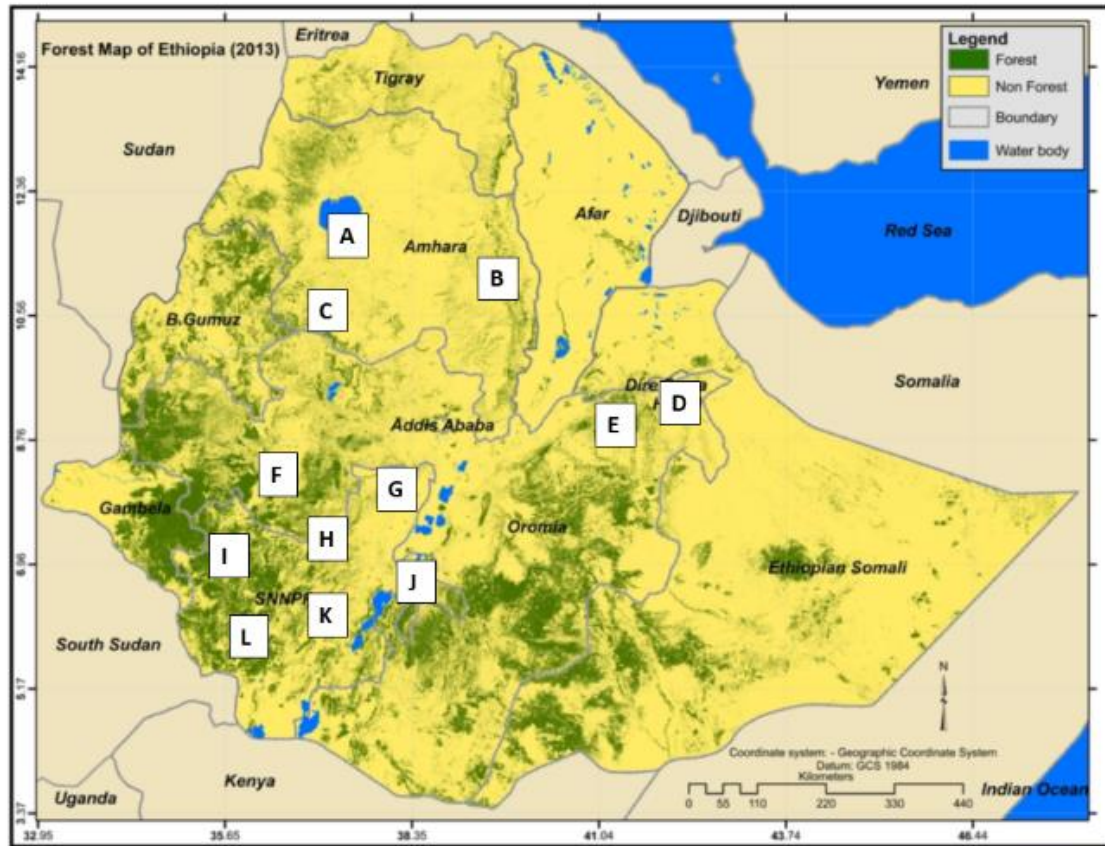 Forest Map of Ethiopia (2013)
Eritrea
Legend
Forest
Non Forest
Boundary
Water body
14.16
Tigray
Yemen
Sudan
12.36
Afar
Djibouti
Red Sea
A
Amhara
B
10.56
C
B.Gumuz
Somalia
D
E
Addis Ababa
8.76
F
G
Gambela
H
Oromia
I
6.96
J
Ethiopian Somali
K
L
South Sudan
5.17
N
Coordinate system: - Geographic Coordinate System
Datum: GCS 1984
Kilometers
0 55 110 220 330 440
Kenya
Uganda
Indian Ocean
3.37
32.95 35.65 38.35 41.04 43.74 46.44